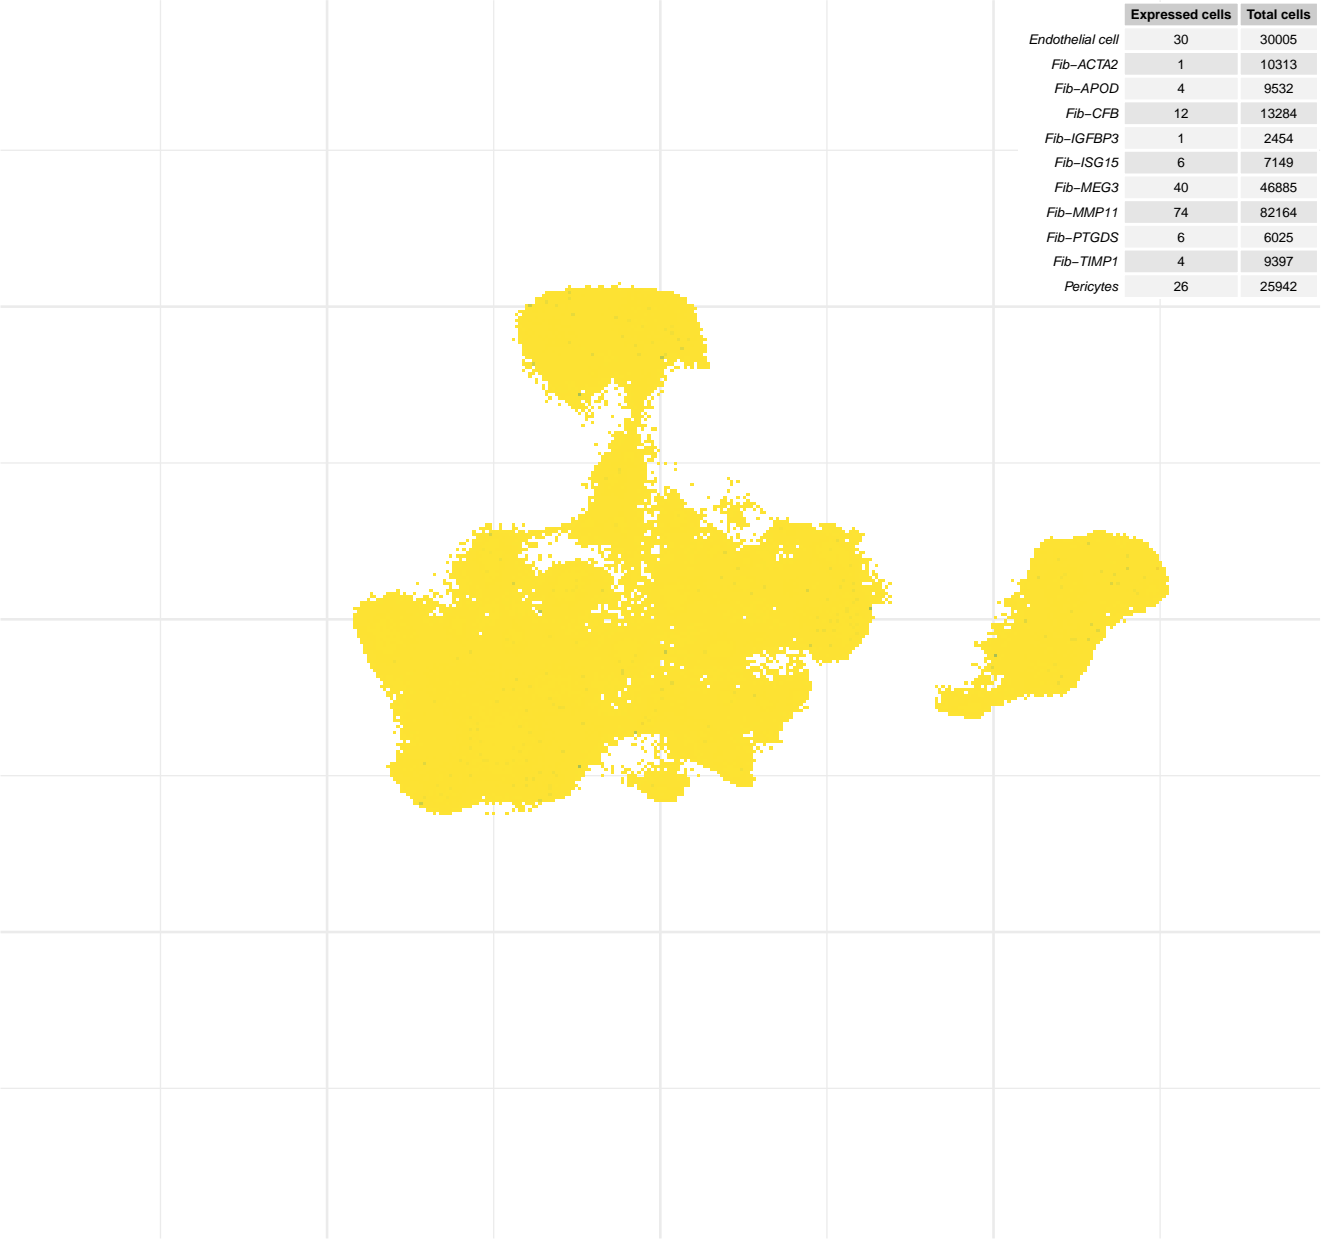 Expressed cells Total cells
Endothelial cell 30 30005
Fib−ACTA2 1 10313
Fib−APOD 4 9532
Fib−CFB 12 13284
Fib−IGFBP3 1 2454
Fib−ISG15 6 7149
Fib−MEG3 40 46885
Fib−MMP11 74 82164
Fib−PTGDS 6 6025
Fib−TIMP1 4 9397
Pericytes 26 25942